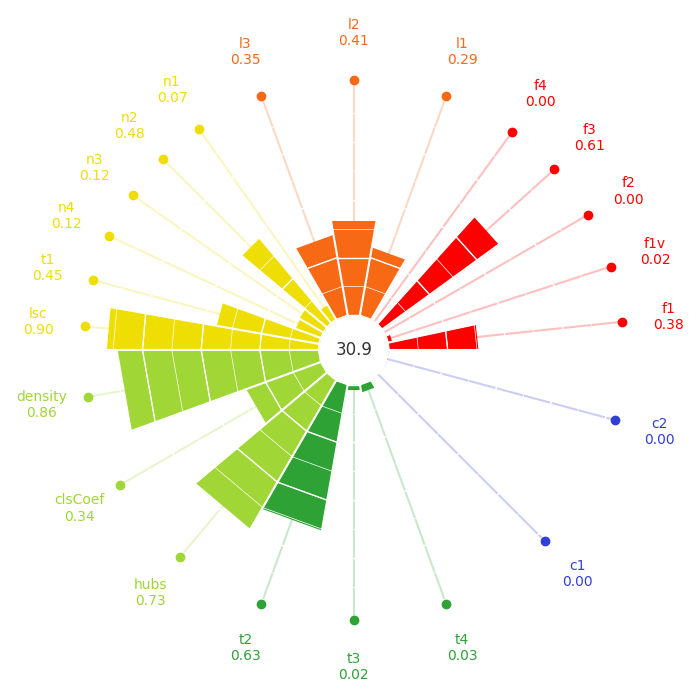 l2
0.41
l3
0.35
l1
0.29
n1
0.07
f4
0.00
n2
0.48
f3
0.61
n3
0.12
f2
0.00
n4
0.12
f1v
0.02
t1
0.45
lsc
0.90
f1
0.38
30.9
density
0.86
c2
0.00
clsCoef
0.34
c1
0.00
hubs
0.73
t2
0.63
t3
0.02
t4
0.03